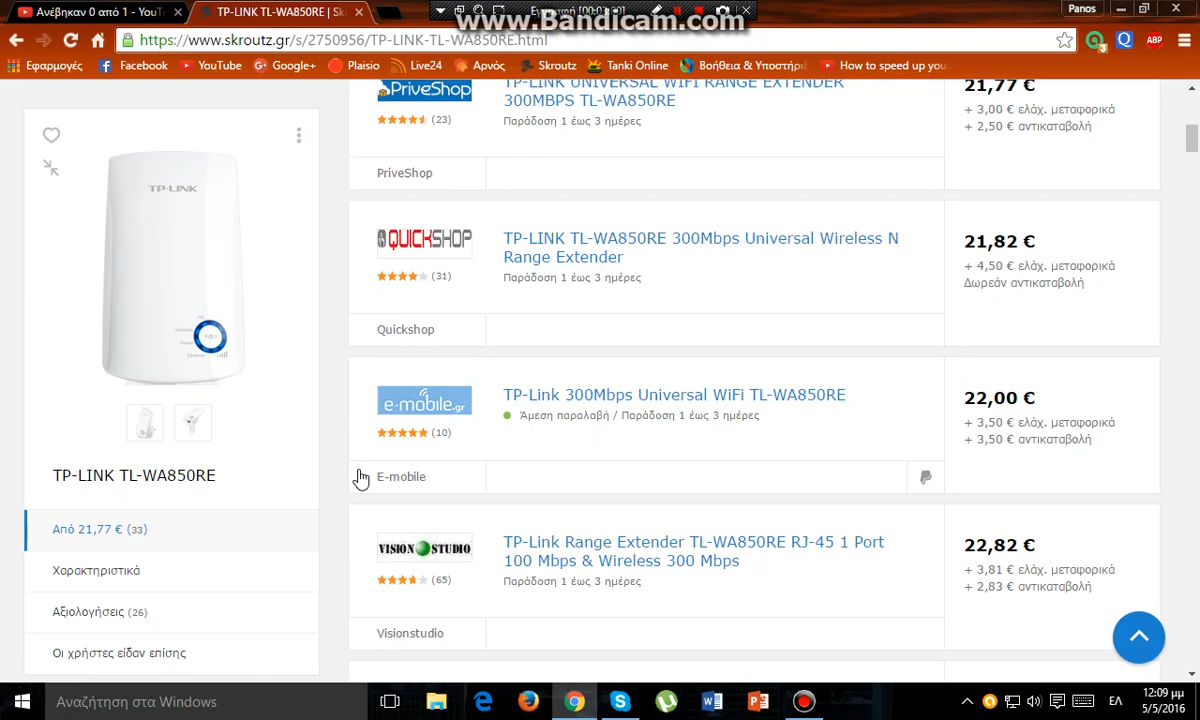 Ανέβηκαν 0 από 1 - YouT
TP-LINK TL-WA850RE | Sk
www.Bandicam.com
Panos
https://www.skroutz.gr/s/2750956/TP-LINK-TL-WA850RE.html
ABP
Εφαρμογές
Facebook
YouTube
Google+
Plaisio
Live24
Αρνός
Skroutz
Tanki Online
Βοήθεια & Υποστήρι
How to speed up you
TP-LINK
TP-LINK TL-WA850RE
Από 21,77 € (33)
Χαρακτηριστικά
Αξιολογήσεις (26)
Οι χρήστες είδαν επίσης
PriveShop
(23)
TP-LINK UNIVERSAL WIFI RANGE EXTENDER
300MBPS TL-WA850RE
Παράδοση 1 έως 3 ημέρες
PriveShop
21,77 €
+ 3,00 € ελάχ. μεταφορικά
+ 2,50 € αντικαταβολή
QUICKSHOP
(31)
TP-LINK TL-WA850RE 300Mbps Universal Wireless N
Range Extender
Παράδοση 1 έως 3 ημέρες
Quickshop
21,82 €
+ 4,50 € ελάχ. μεταφορικά
Δωρεάν αντικαταβολή
e-mobile.gr
(10)
TP-Link 300Mbps Universal WiFi TL-WA850RE
Άμεση παραλαβή / Παράδοση 1 έως 3 ημέρες
E-mobile
22,00 €
+ 3,50 € ελάχ. μεταφορικά
+ 3,50 € αντικαταβολή
VISION STUDIO
(65)
TP-Link Range Extender TL-WA850RE RJ-45 1 Port
100 Mbps & Wireless 300 Mbps
Παράδοση 1 έως 3 ημέρες
Visionstudio
22,82 €
+ 3,81 € ελάχ. μεταφορικά
+ 2,83 € αντικαταβολή
Αναζήτηση στα Windows
ΕΛ
12:09 μμ
5/5/2016